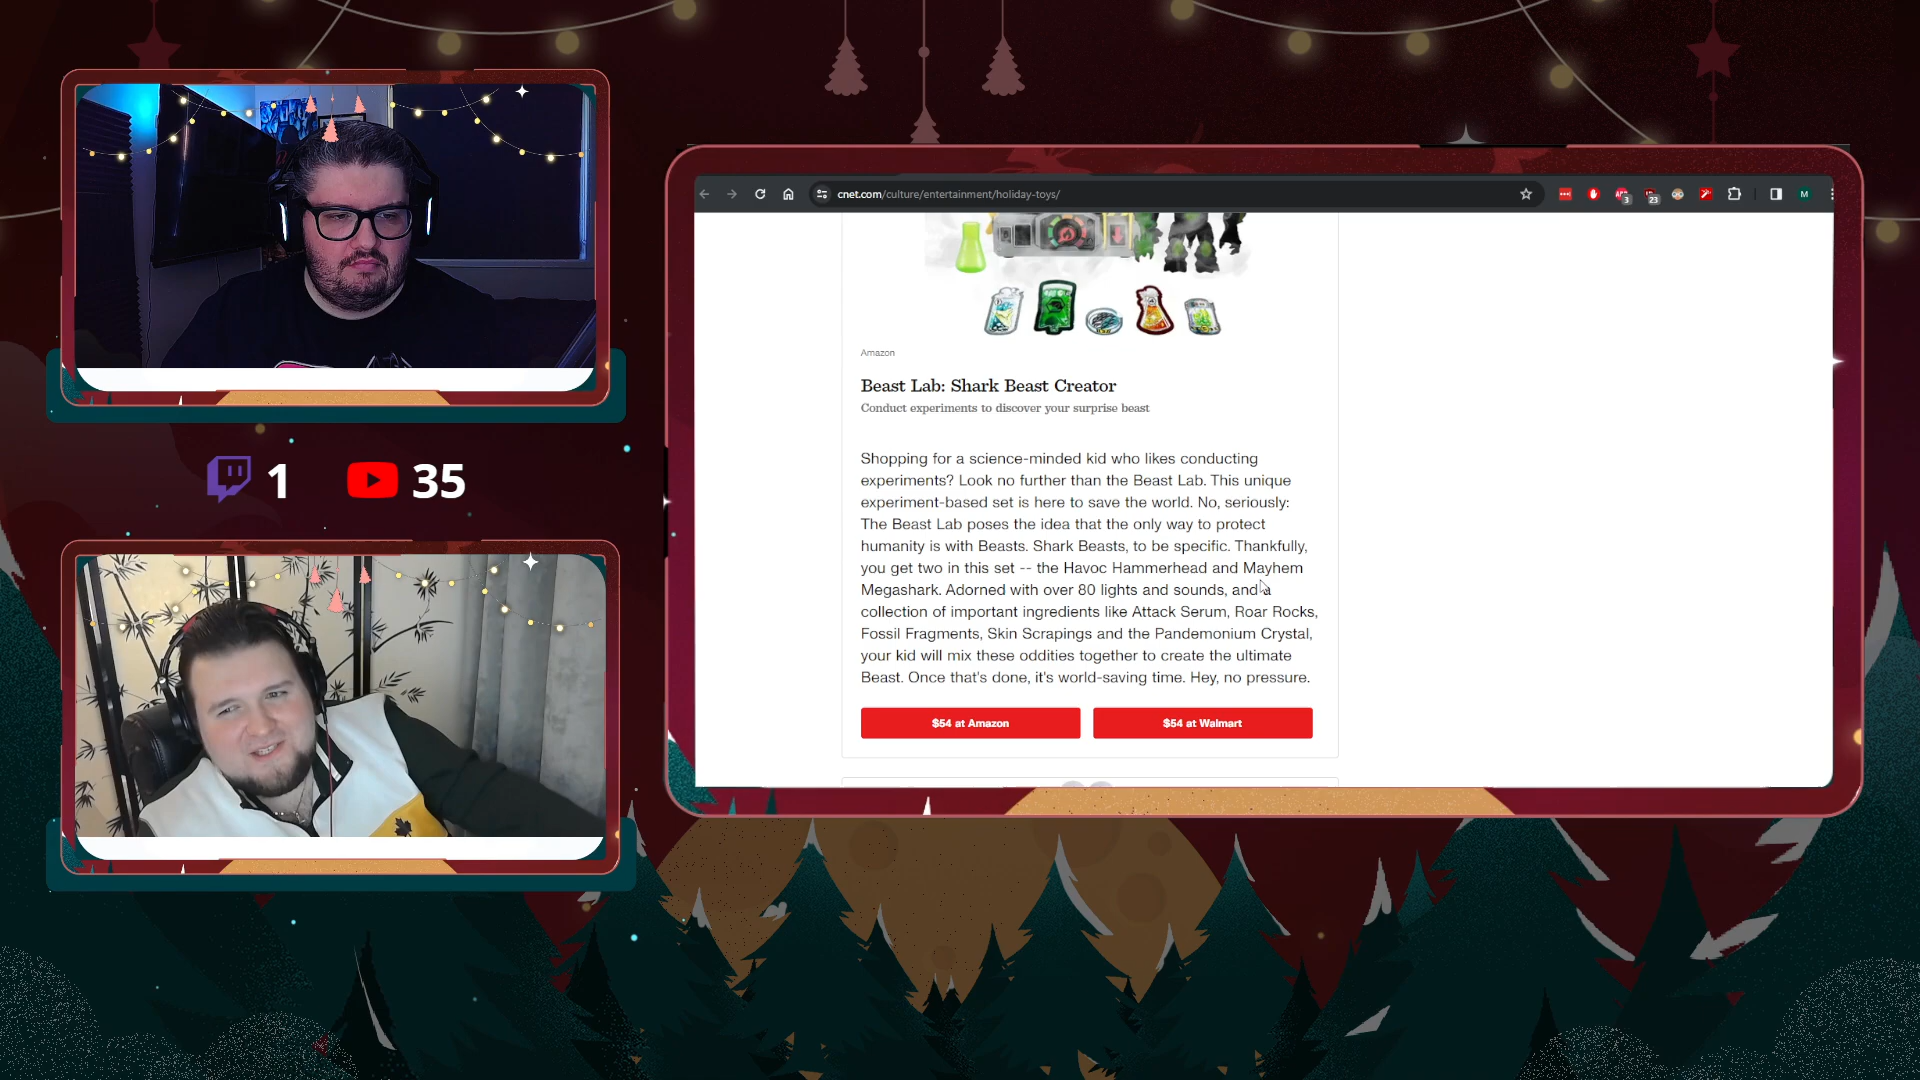 cnet.com/culture/entertainment/holiday-toys/
3
23
M
Amazon
Beast Lab: Shark Beast Creator
Conduct experiments to discover your surprise beast
Shopping for a science-minded kid who likes conducting
experiments? Look no further than the Beast Lab. This unique
experiment-based set is here to save the world. No, seriously:
The Beast Lab poses the idea that the only way to protect
humanity is with Beasts. Shark Beasts, to be specific. Thankfully,
you get two in this set -- the Havoc Hammerhead and Mayhem
Megashark. Adorned with over 80 lights and sounds, and a
collection of important ingredients like Attack Serum, Roar Rocks,
Fossil Fragments, Skin Scrapings and the Pandemonium Crystal,
your kid will mix these oddities together to create the ultimate
Beast. Once that's done, it's world-saving time. Hey, no pressure.
$54 at Amazon
$54 at Walmart
1
35